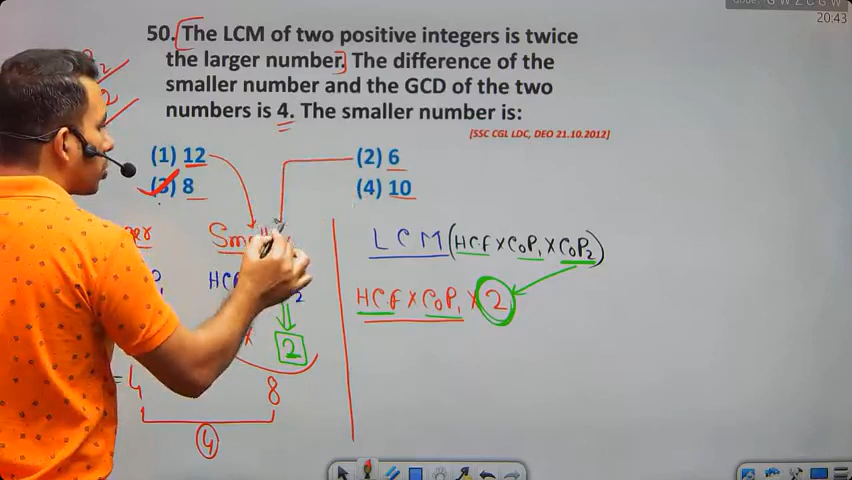 20:43
50. The LCM of two positive integers is twice
the larger number. The difference of the
smaller number and the GCD of the two
numbers is 4. The smaller number is:
[SSC CGL LDC, DEO 21.10.2012]
(1) 12 (2) 6
(3) 8 (4) 10
LCM (HCF × CoP₁ × CoP₂)
HCF × CoP₁ × 2
2
= 4 8
4